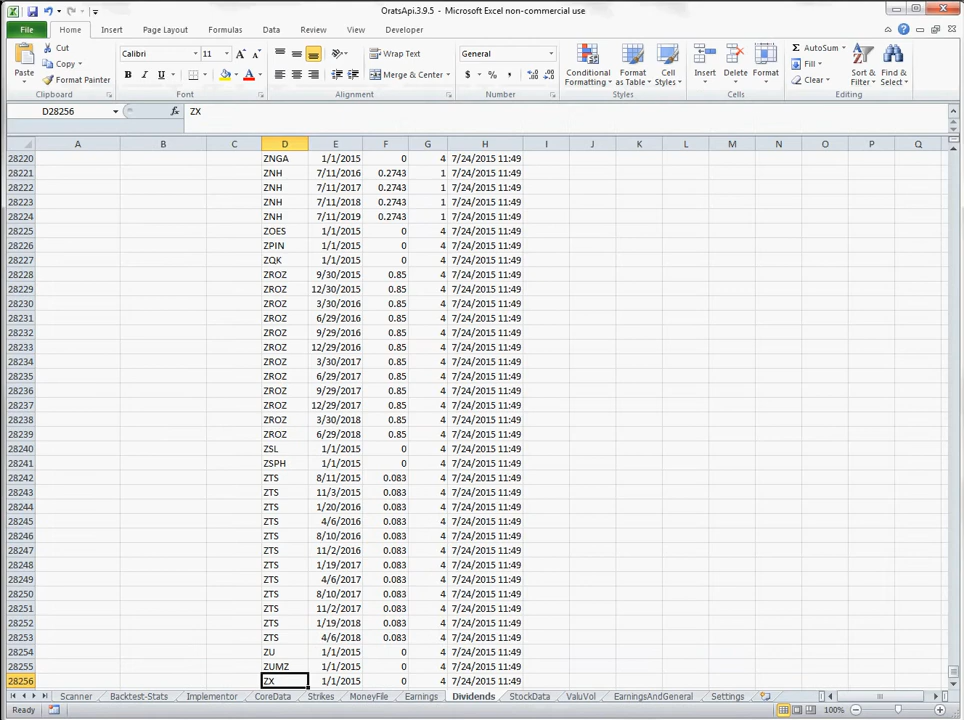 OratsApi.3.9.5 - Microsoft Excel non-commercial use
File Home Insert Page Layout Formulas Data Review View Developer
Paste
Cut
Copy
Format Painter
Clipboard
Calibri 11
B I U
Font
Wrap Text
Merge & Center
Alignment
General
$ % ,
Number
Conditional Formatting
Format as Table
Cell Styles
Styles
Insert Delete Format
Cells
Σ AutoSum
Fill
Clear
Sort & Filter
Find & Select
Editing
D28256 fx ZX
A B C D E F G H I J K L M N O P Q
28220 ZNGA 1/1/2015 0 4 7/24/2015 11:49
28221 ZNH 7/11/2016 0.2743 1 7/24/2015 11:49
28222 ZNH 7/11/2017 0.2743 1 7/24/2015 11:49
28223 ZNH 7/11/2018 0.2743 1 7/24/2015 11:49
28224 ZNH 7/11/2019 0.2743 1 7/24/2015 11:49
28225 ZOES 1/1/2015 0 4 7/24/2015 11:49
28226 ZPIN 1/1/2015 0 4 7/24/2015 11:49
28227 ZQK 1/1/2015 0 4 7/24/2015 11:49
28228 ZROZ 9/30/2015 0.85 4 7/24/2015 11:49
28229 ZROZ 12/30/2015 0.85 4 7/24/2015 11:49
28230 ZROZ 3/30/2016 0.85 4 7/24/2015 11:49
28231 ZROZ 6/29/2016 0.85 4 7/24/2015 11:49
28232 ZROZ 9/29/2016 0.85 4 7/24/2015 11:49
28233 ZROZ 12/29/2016 0.85 4 7/24/2015 11:49
28234 ZROZ 3/30/2017 0.85 4 7/24/2015 11:49
28235 ZROZ 6/29/2017 0.85 4 7/24/2015 11:49
28236 ZROZ 9/29/2017 0.85 4 7/24/2015 11:49
28237 ZROZ 12/29/2017 0.85 4 7/24/2015 11:49
28238 ZROZ 3/30/2018 0.85 4 7/24/2015 11:49
28239 ZROZ 6/29/2018 0.85 4 7/24/2015 11:49
28240 ZSL 1/1/2015 0 4 7/24/2015 11:49
28241 ZSPH 1/1/2015 0 4 7/24/2015 11:49
28242 ZTS 8/11/2015 0.083 4 7/24/2015 11:49
28243 ZTS 11/3/2015 0.083 4 7/24/2015 11:49
28244 ZTS 1/20/2016 0.083 4 7/24/2015 11:49
28245 ZTS 4/6/2016 0.083 4 7/24/2015 11:49
28246 ZTS 8/10/2016 0.083 4 7/24/2015 11:49
28247 ZTS 11/2/2016 0.083 4 7/24/2015 11:49
28248 ZTS 1/19/2017 0.083 4 7/24/2015 11:49
28249 ZTS 4/6/2017 0.083 4 7/24/2015 11:49
28250 ZTS 8/10/2017 0.083 4 7/24/2015 11:49
28251 ZTS 11/2/2017 0.083 4 7/24/2015 11:49
28252 ZTS 1/19/2018 0.083 4 7/24/2015 11:49
28253 ZTS 4/6/2018 0.083 4 7/24/2015 11:49
28254 ZU 1/1/2015 0 4 7/24/2015 11:49
28255 ZUMZ 1/1/2015 0 4 7/24/2015 11:49
28256 ZX 1/1/2015 0 4 7/24/2015 11:49
Scanner Backtest-Stats Implementor CoreData Strikes MoneyFile Earnings Dividends StockData ValuVol EarningsAndGeneral Settings
Ready 100%